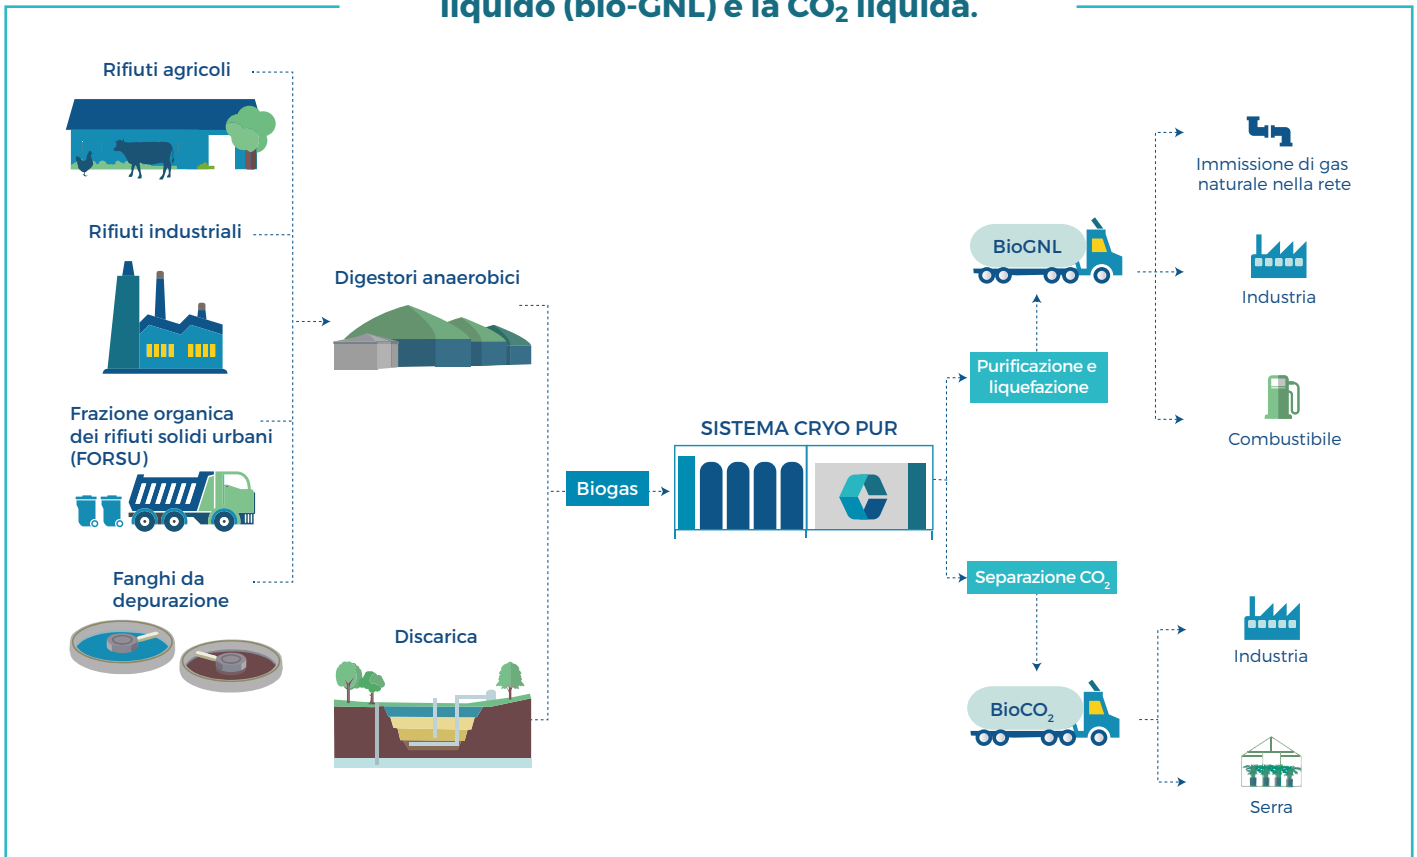 liquido (bio-GNL) e la CO₂ liquida.
Rifiuti agricoli
Rifiuti industriali
Frazione organica
dei rifiuti solidi urbani
(FORSU)
Fanghi da
depurazione
Digestori anaerobici
Discarica
Biogas
SISTEMA CRYO PUR
Purificazione e
liquefazione
Separazione CO₂
BioGNL
BioCO₂
Immissione di gas
naturale nella rete
Industria
Combustibile
Industria
Serra